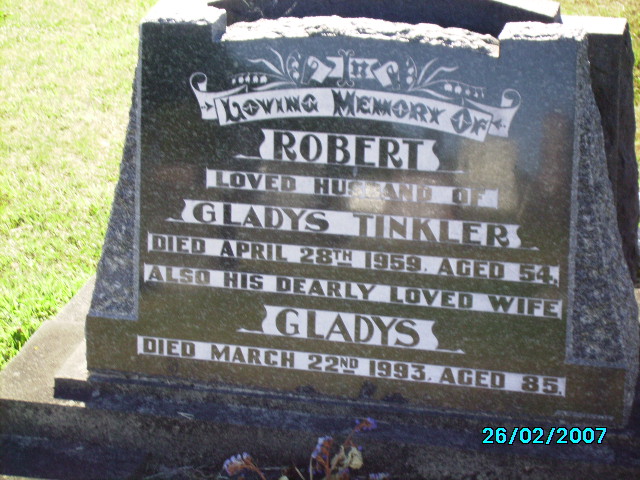 In
Loving Memory Of
ROBERT
LOVED HUSBAND OF
GLADYS TINKLER
DIED APRIL 28TH 1959. AGED 54.
ALSO HIS DEARLY LOVED WIFE
GLADYS
DIED MARCH 22ND 1993. AGED 85.
26/02/2007